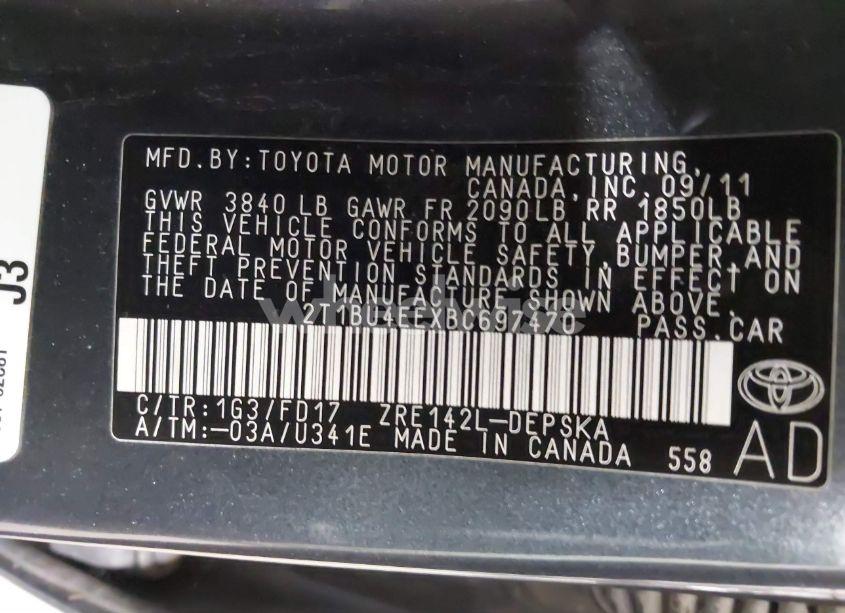 MFD.BY:TOYOTA MOTOR MANUFACTURING,
CANADA,INC.09/11
GVWR 3840LB GAWR FR 2090LB RR 1850LB
THIS VEHICLE CONFORMS TO ALL APPLICABLE
FEDERAL MOTOR VEHICLE SAFETY,BUMPER,AND
THEFT PREVENTION STANDARDS IN EFFECT ON
THE DATE OF MANUFACTURE SHOWN ABOVE.
2T1BU4EEXBC697470 PASS.CAR
C/TR:1G3/FD17 ZRE142L-DEPSKA
A/TM:-03A/U341E MADE IN CANADA 558
AD
J3